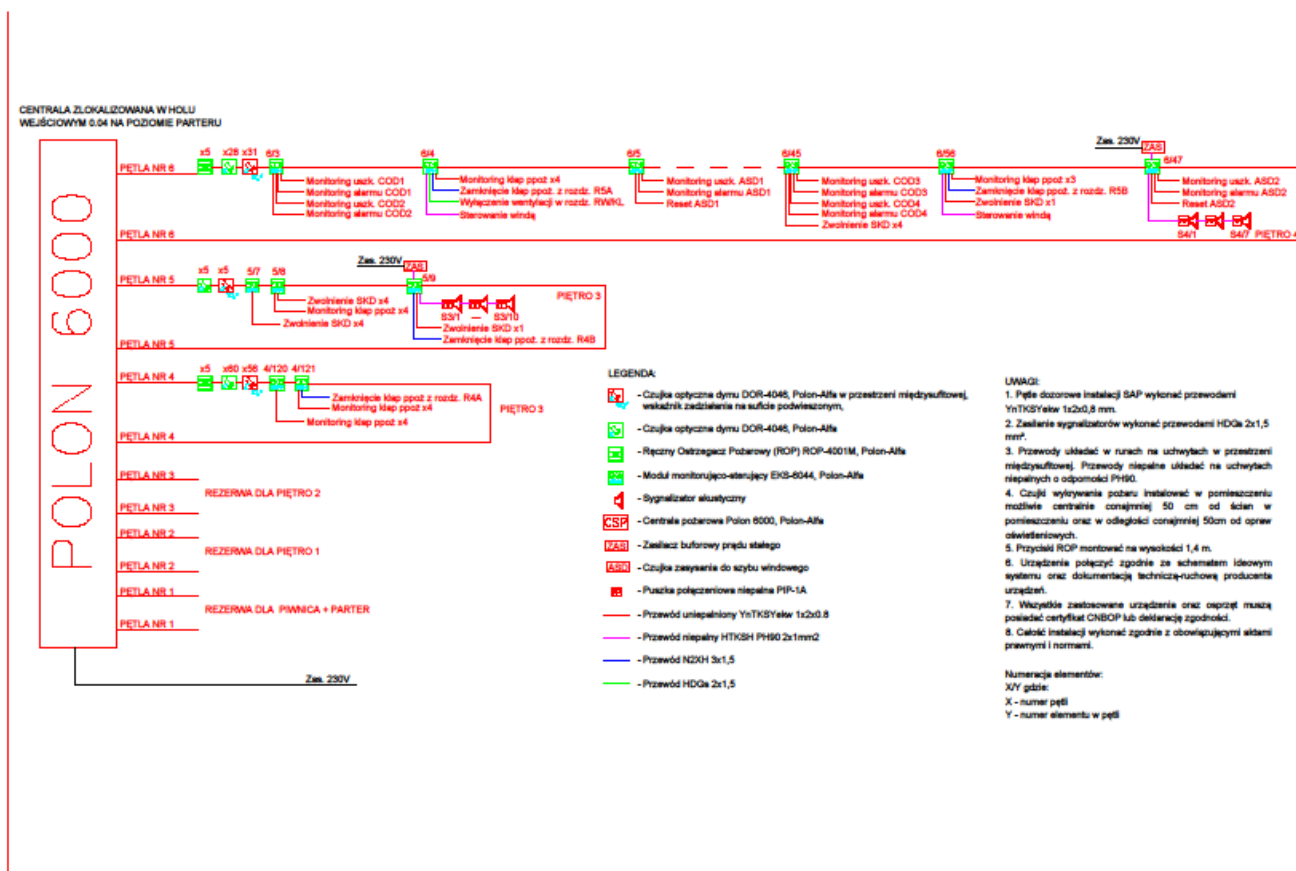 CENTRALA ZLOKALIZOWANA W HOLU
WEJŚCIOWYM 0.04 NA POZIOMIE PARTERU
POLON 6000
PĘTLA NR 6
x5 x28 x31 6/3
Monitoring uszk. COD1
Monitoring alarmu COD1
Monitoring uszk. COD2
Monitoring alarmu COD2
6/4
Monitoring klap ppoż x4
Zamknięcie klap ppoż. z rozdz. R5A
Wyłączenie wentylacji w rozdz. RW/KL
Sterowanie windą
6/5
Monitoring uszk. ASD1
Monitoring alarmu ASD1
Reset ASD1
6/45
Monitoring uszk. COD3
Monitoring alarmu COD3
Monitoring uszk. COD4
Monitoring alarmu COD4
Zwolnienie SKD x4
6/56
Monitoring klap ppoż x3
Zamknięcie klap ppoż. z rozdz. R5B
Zwolnienie SKD x1
Sterowanie windą
Zas. 230V
ZAS
6/47
Monitoring uszk. ASD2
Monitoring alarmu ASD2
Reset ASD2
S4/1 S4/7
PIĘTRO 4
PĘTLA NR 6
PĘTLA NR 5
x5 x5 5/7 5/8
Zwolnienie SKD x4
Monitoring klap ppoż x4
Zwolnienie SKD x4
Zas. 230V
ZAS
5/9
S3/1 — S3/10
Zwolnienie SKD x1
Zamknięcie klap ppoż. z rozdz. R4B
PIĘTRO 3
PĘTLA NR 5
PĘTLA NR 4
x5 x60 x56 4/120 4/121
Zamknięcie klap ppoż z rozdz. R4A
Monitoring klap ppoż x4
Monitoring klap ppoż x4
PIĘTRO 3
PĘTLA NR 4
PĘTLA NR 3
REZERWA DLA PIĘTRO 2
PĘTLA NR 3
PĘTLA NR 2
REZERWA DLA PIĘTRO 1
PĘTLA NR 2
PĘTLA NR 1
REZERWA DLA PIWNICA + PARTER
PĘTLA NR 1
Zas. 230V
LEGENDA:
- Czujka optyczna dymu DOR-4046, Polon-Alfa w przestrzeni międzysufitowej,
wskaźnik zadziałania na suficie podwieszonym,
- Czujka optyczna dymu DOR-4046, Polon-Alfa
- Ręczny Ostrzegacz Pożarowy (ROP) ROP-4001M, Polon-Alfa
- Moduł monitorująco-sterujący EKS-6044, Polon-Alfa
- Sygnalizator akustyczny
CSP - Centrala pożarowa Polon 6000, Polon-Alfa
ZAS - Zasilacz buforowy prądu stałego
ASD - Czujka zasysania do szybu windowego
- Puszka połączeniowa niepalna PIP-1A
- Przewód uniepalniony YnTKSYekw 1x2x0.8
- Przewód niepalny HTKSH PH90 2x1mm2
- Przewód N2XH 3x1,5
- Przewód HDGs 2x1,5
UWAGI:
1. Pętle dozorowe instalacji SAP wykonać przewodami
YnTKSYekw 1x2x0,8 mm.
2. Zasilanie sygnalizatorów wykonać przewodami HDGs 2x1,5
mm².
3. Przewody układać w rurach na uchwytach w przestrzeni
międzysufitowej. Przewody niepalne układać na uchwytach
niepalnych o odporności PH90.
4. Czujki wykrywania pożaru instalować w pomieszczeniu
możliwie centralnie conajmniej 50 cm od ścian w
pomieszczeniu oraz w odległości conajmniej 50cm od opraw
oświetleniowych.
5. Przyciski ROP montować na wysokości 1,4 m.
6. Urządzenia połączyć zgodnie ze schematem ideowym
systemu oraz dokumentacją techniczą-ruchową producenta
urządzeń.
7. Wszystkie zastosowane urządzenia oraz osprzęt muszą
posiadać certyfikat CNBOP lub deklarację zgodności.
8. Całość instalacji wykonać zgodnie z obowiązującymi aktami
prawnymi i normami.
Numeracja elementów:
X/Y gdzie:
X - numer pętli
Y - numer elementu w pętli